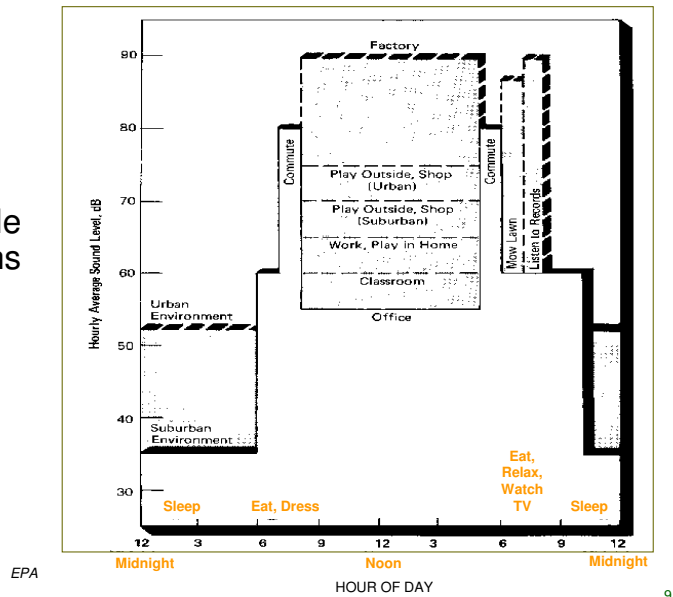 le
ns
Hourly Average Sound Level, dB
90
80
70
60
50
40
30
Factory
Commute
Play Outside, Shop
(Urban)
Play Outside, Shop
(Suburban)
Work, Play in Home
Classroom
Office
Commute
Mow Lawn
Listen to Records
Urban
Environment
Suburban
Environment
Sleep
Eat, Dress
Eat,
Relax,
Watch
TV
Sleep
12
3
6
9
12
3
6
9
12
Midnight
Noon
Midnight
HOUR OF DAY
EPA
9